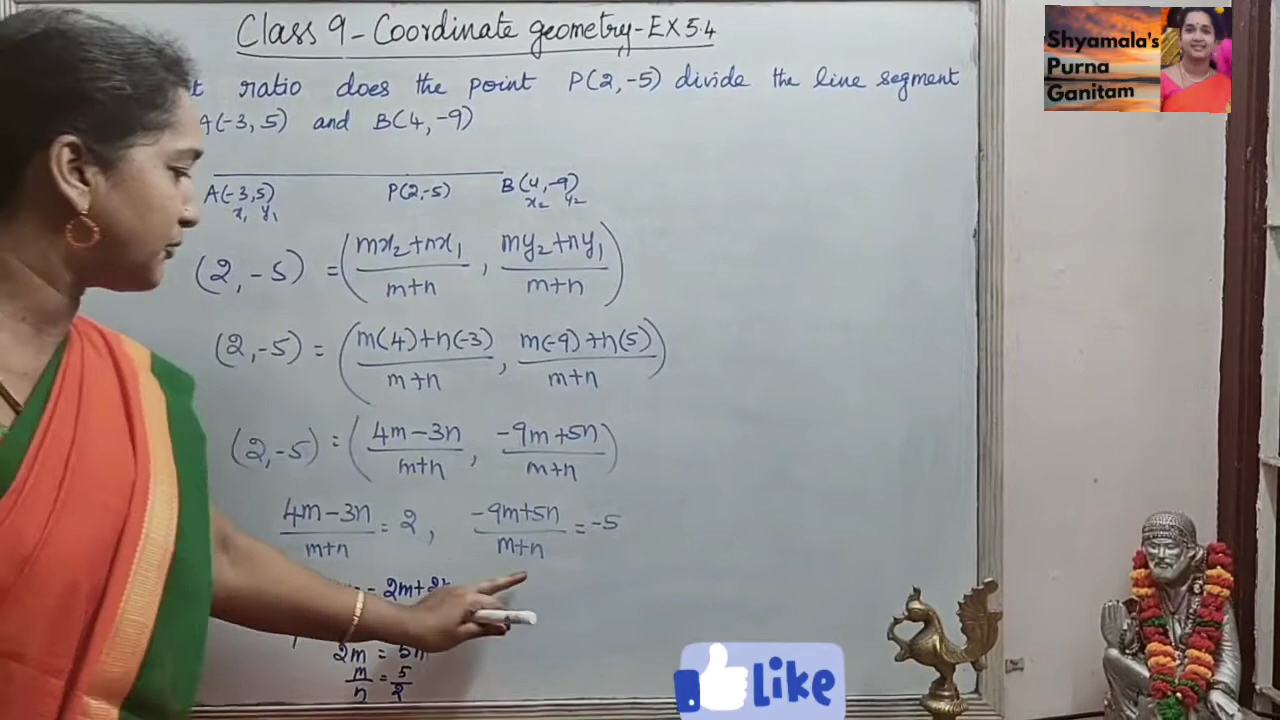 Class 9 - Coordinate geometry - EX 5.4
Shyamala's
Purna
Ganitam
ratio does the point P(2, -5) divide the line segment
A(-3, 5) and B(4, -9)
A(-3,5) P(2,-5) B(4,-9)
x₁ y₁ x₂ y₂
(2, -5) = (mx₂+nx₁/m+n, my₂+ny₁/m+n)
(2, -5) = (m(4)+n(-3)/m+n, m(-9)+n(5)/m+n)
(2, -5) = (4m-3n/m+n, -9m+5n/m+n)
4m-3n/m+n = 2, -9m+5n/m+n = -5
= 2m+
2m = 5n
m/n = 5/2
Like